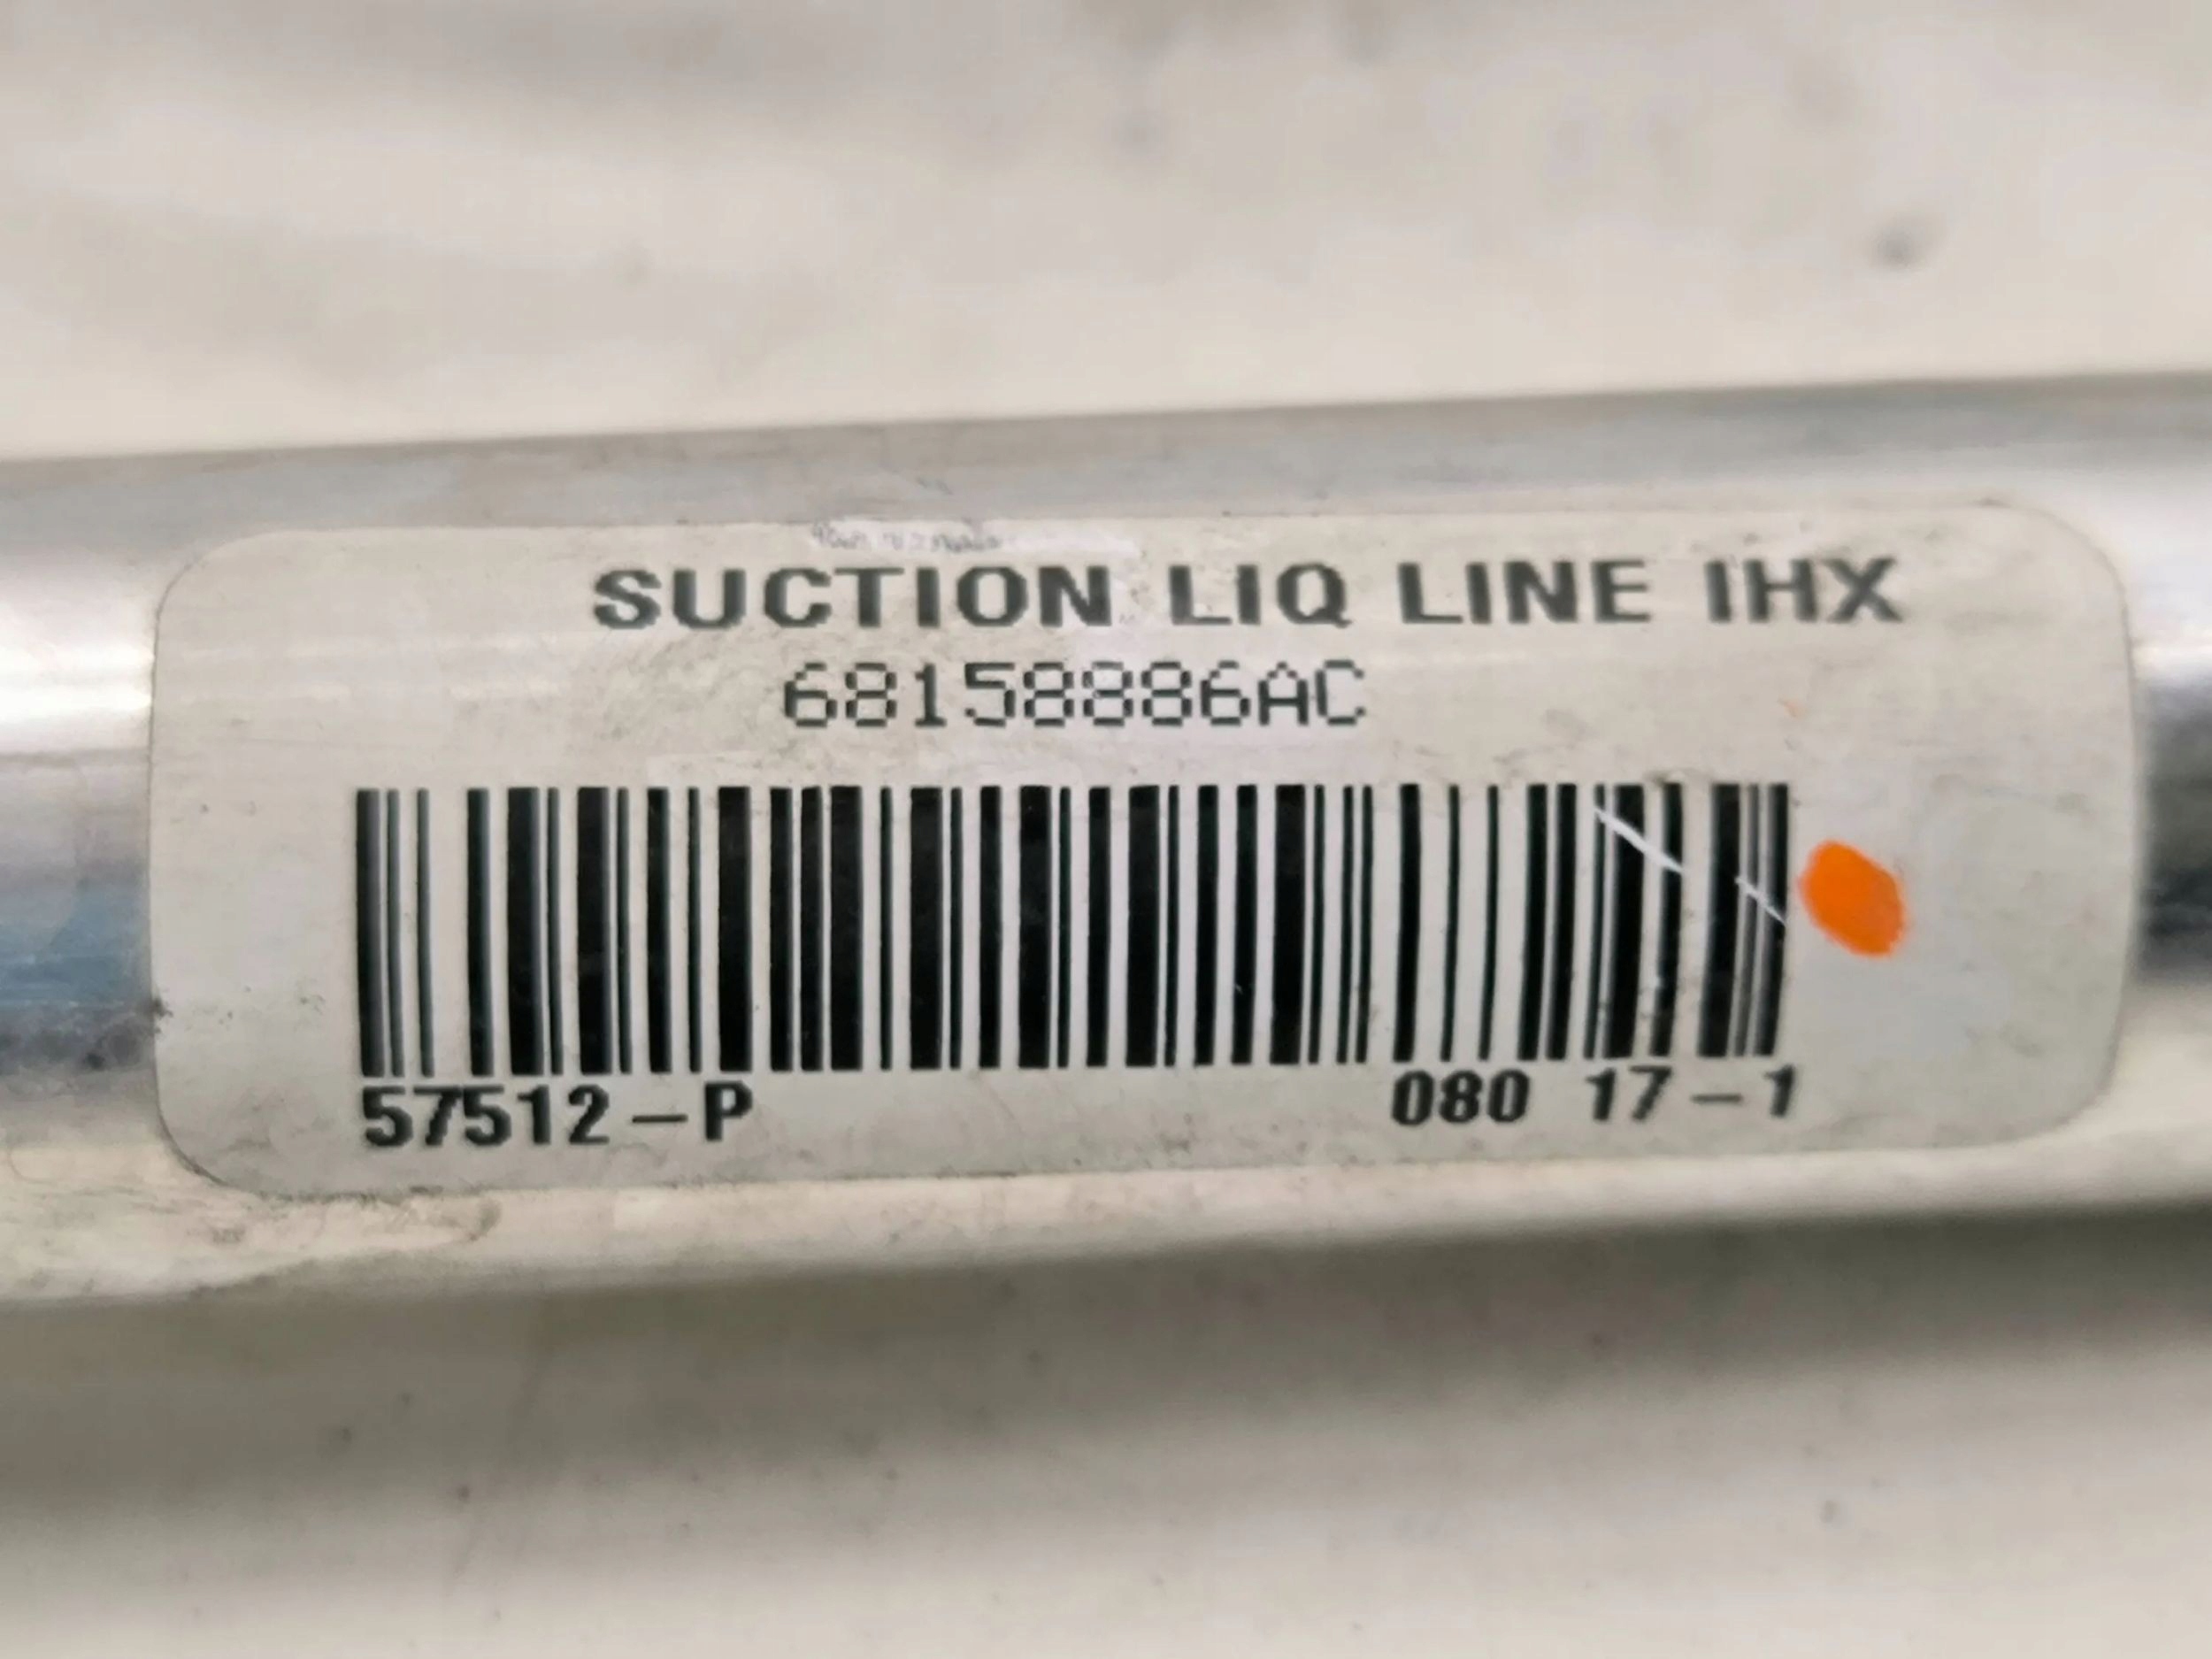 SUCTION LIQ LINE IHX
68158886AC
57512-P 080 17-1